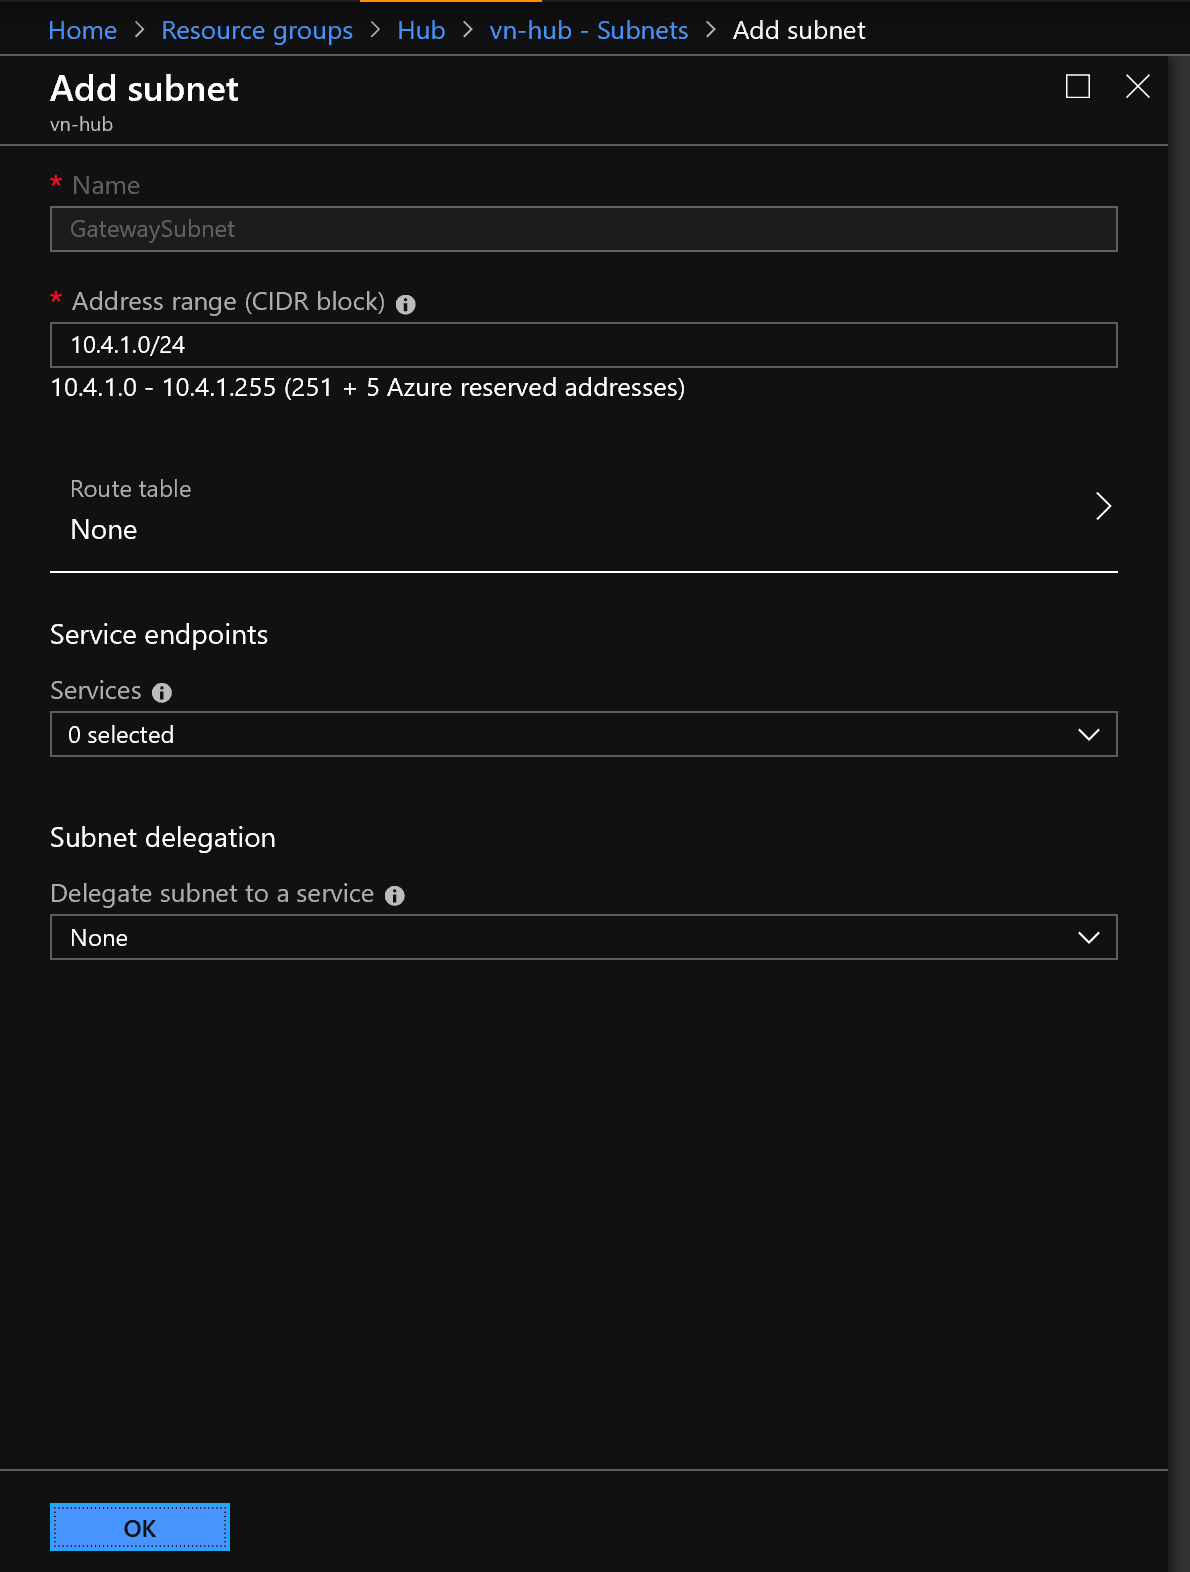 Home > Resource groups > Hub > vn-hub - Subnets > Add subnet
Add subnet
vn-hub
* Name
GatewaySubnet
* Address range (CIDR block)
10.4.1.0/24
10.4.1.0 - 10.4.1.255 (251 + 5 Azure reserved addresses)
Route table
None
Service endpoints
Services
0 selected
Subnet delegation
Delegate subnet to a service
None
OK